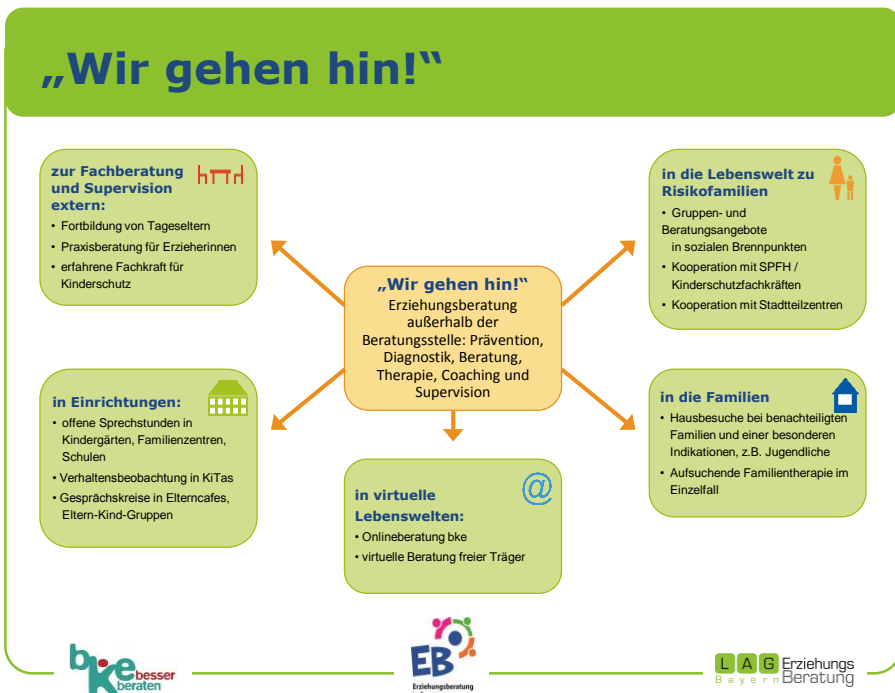 „Wir gehen hin!“
zur Fachberatung
und Supervision
extern:
• Fortbildung von Tageseltern
• Praxisberatung für Erzieherinnen
• erfahrene Fachkraft für
Kinderschutz
in die Lebenswelt zu
Risikofamilien
• Gruppen- und
Beratungsangebote
in sozialen Brennpunkten
• Kooperation mit SPFH /
Kinderschutzfachkräften
• Kooperation mit Stadtteilzentren
„Wir gehen hin!“
Erziehungsberatung
außerhalb der
Beratungsstelle: Prävention,
Diagnostik, Beratung,
Therapie, Coaching und
Supervision
in Einrichtungen:
• offene Sprechstunden in
Kindergärten, Familienzentren,
Schulen
• Verhaltensbeobachtung in KiTas
• Gesprächskreise in Elterncafes,
Eltern-Kind-Gruppen
in die Familien
• Hausbesuche bei benachteiligten
Familien und einer besonderen
Indikationen, z.B. Jugendliche
• Aufsuchende Familientherapie im
Einzelfall
@
in virtuelle
Lebenswelten:
• Onlineberatung bke
• virtuelle Beratung freier Träger
bke besser
beraten
EB
Erziehungsberatung
LAG Erziehungs
Bayern Beratung